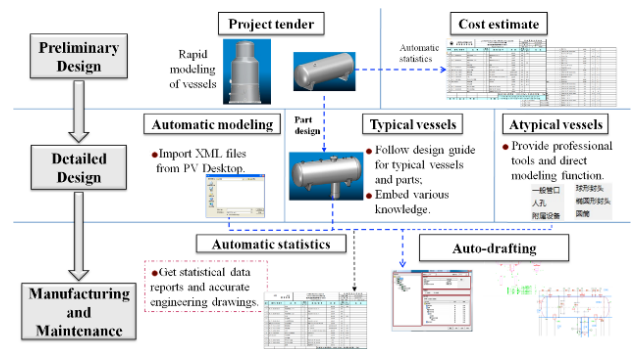 Preliminary
Design
Detailed
Design
Manufacturing
and
Maintenance
Project tender
Rapid
modeling
of vessels
Cost estimate
Automatic
statistics
Automatic modeling
Import XML files
from PV Desktop.
Part
design
Typical vessels
Follow design guide
for typical vessels
and parts;
Embed various
knowledge.
Atypical vessels
Provide professional
tools and direct
modeling function.
一般管口
人孔
附属设备
球形封头
椭圆形封头
圆筒
Automatic statistics
Get statistical data
reports and accurate
engineering drawings.
Auto-drafting